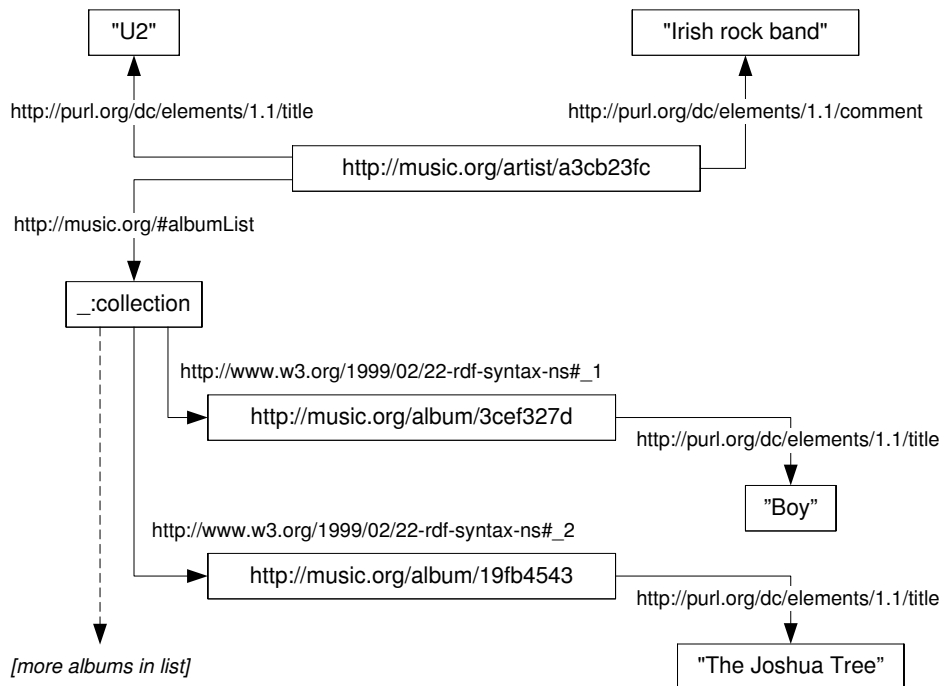 "U2"
"Irish rock band"
http://purl.org/dc/elements/1.1/title
http://purl.org/dc/elements/1.1/comment
http://music.org/artist/a3cb23fc
http://music.org/#albumList
_:collection
http://www.w3.org/1999/02/22-rdf-syntax-ns#_1
http://music.org/album/3cef327d
http://purl.org/dc/elements/1.1/title
”Boy”
http://www.w3.org/1999/02/22-rdf-syntax-ns#_2
http://music.org/album/19fb4543
http://purl.org/dc/elements/1.1/title
[more albums in list]
"The Joshua Tree”